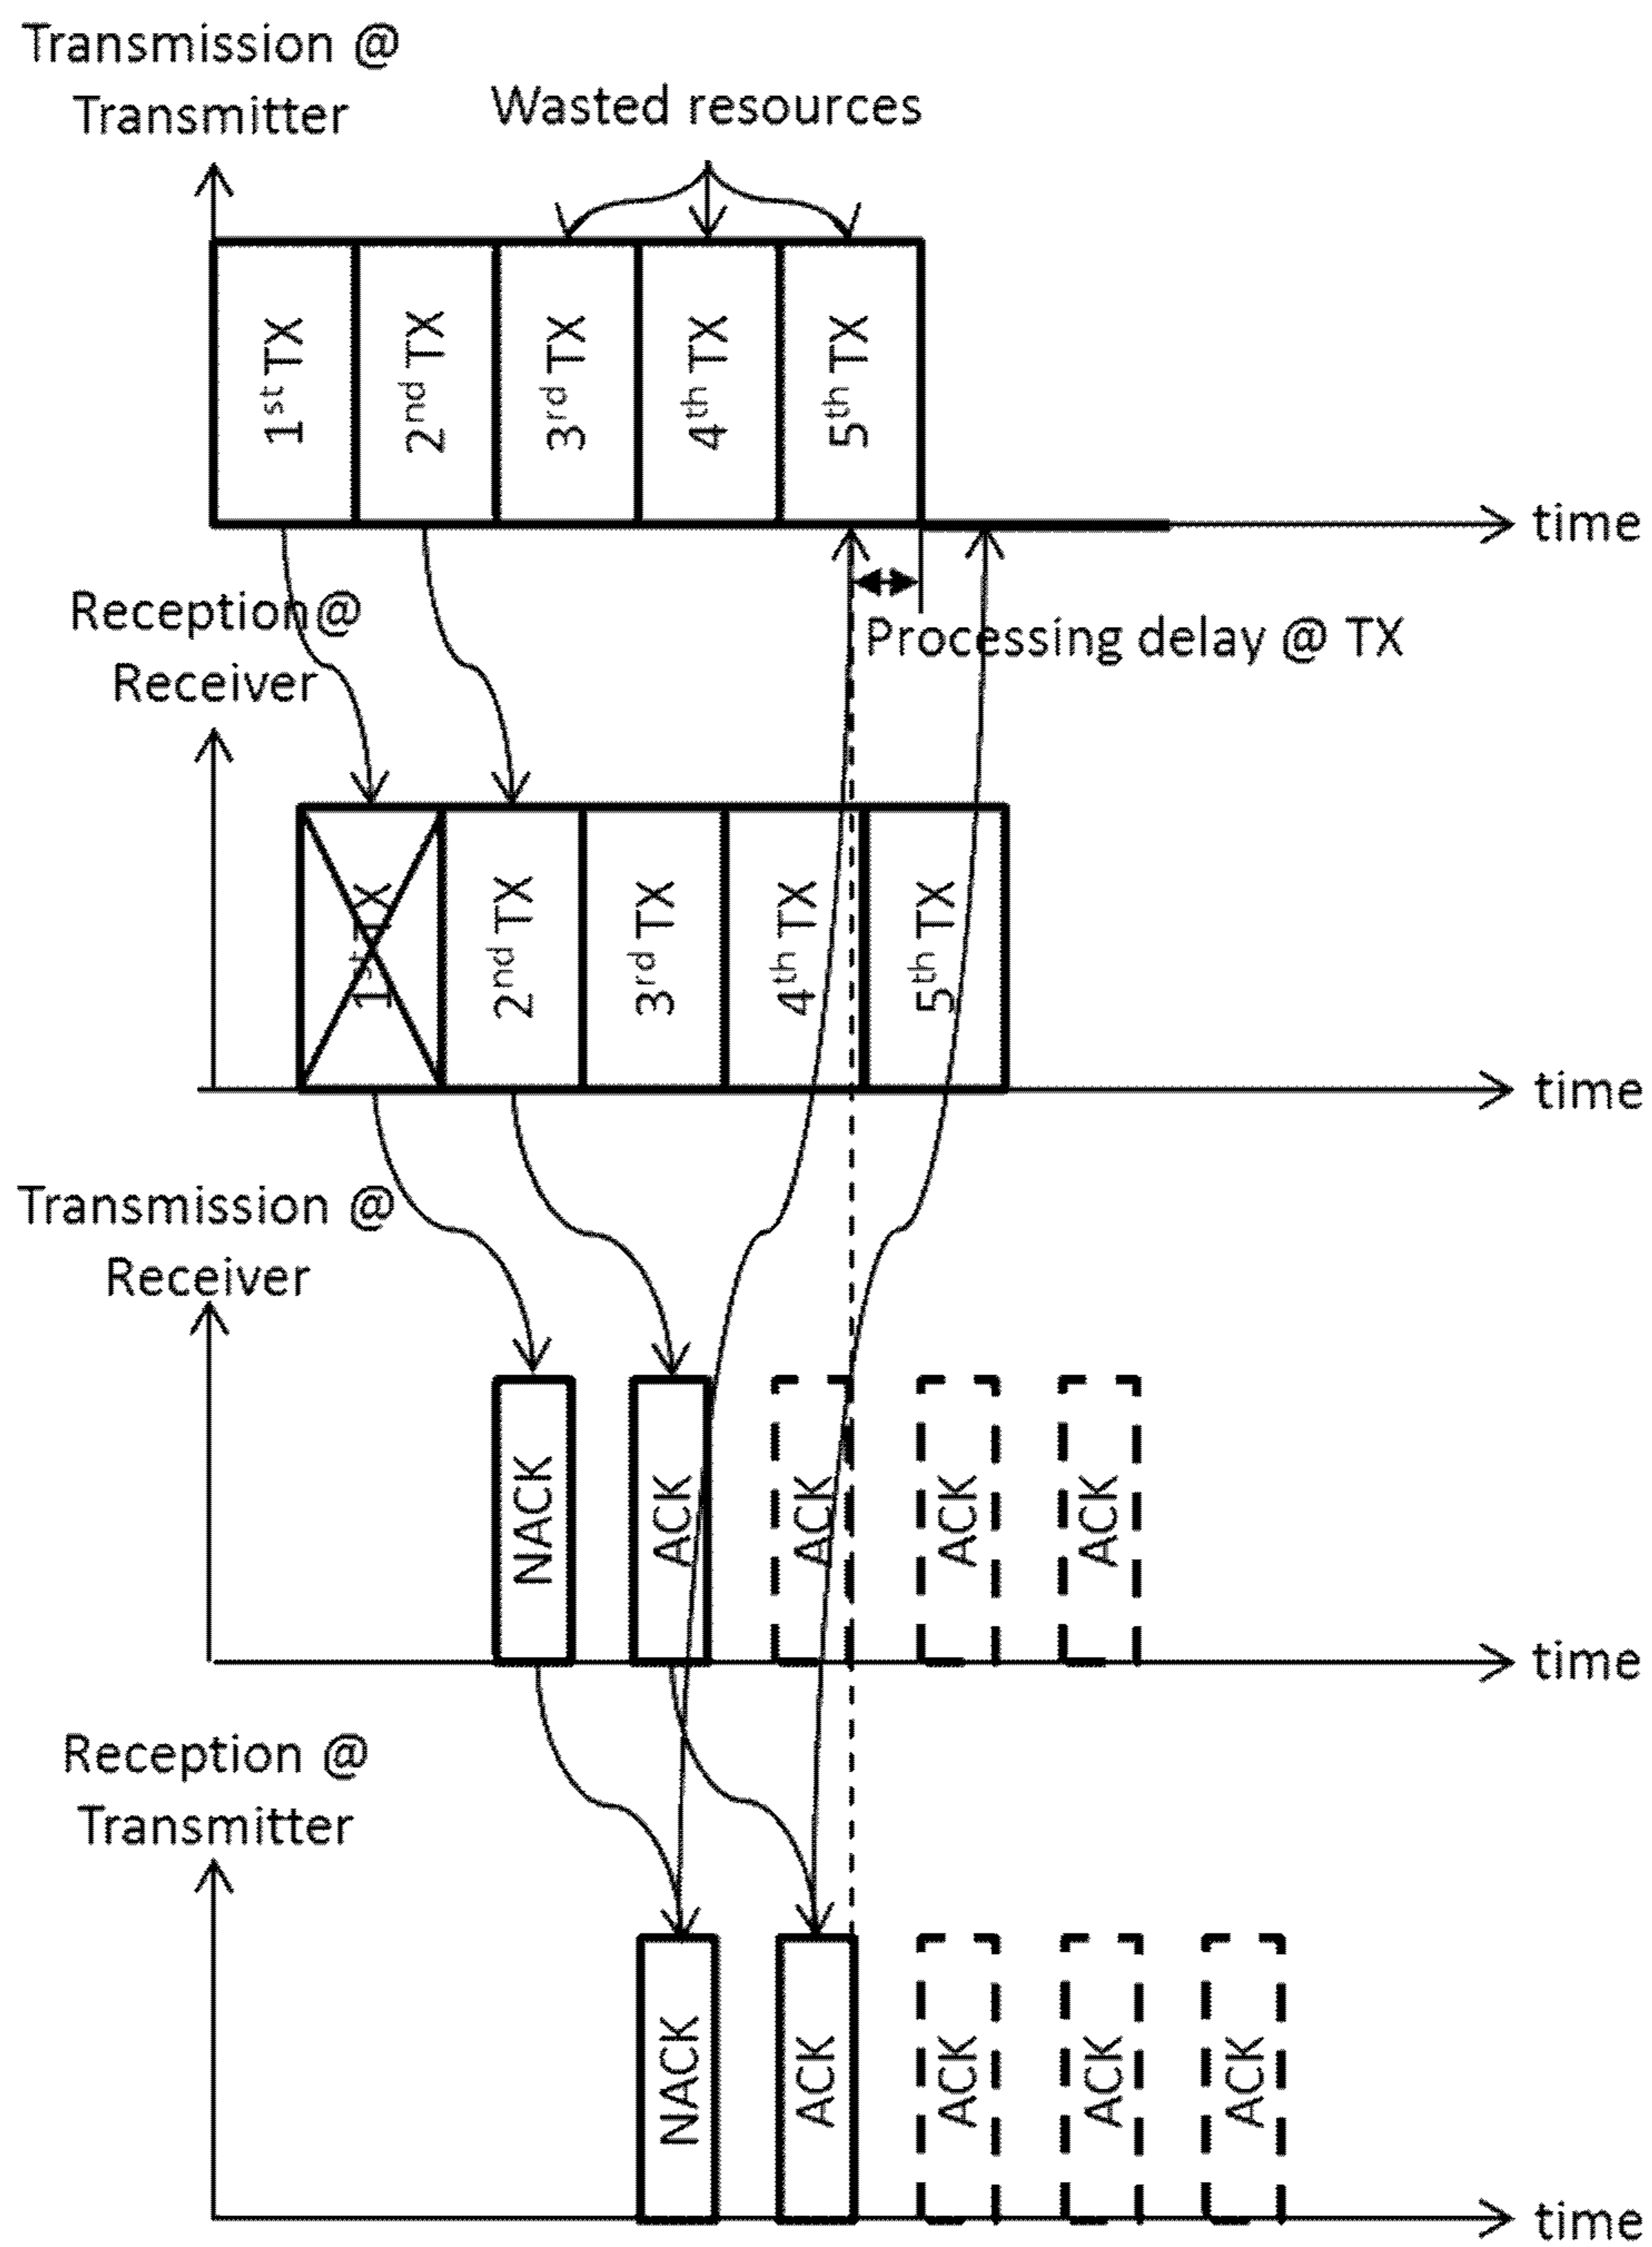 Transmission @
Transmitter
Wasted resources
1st TX
2nd TX
3rd TX
4th TX
5th TX
time
Reception@
Receiver
Processing delay @ TX
1st TX
2nd TX
3rd TX
4th TX
5th TX
time
Transmission @
Receiver
NACK
ACK
ACK
ACK
ACK
time
Reception @
Transmitter
NACK
ACK
ACK
ACK
ACK
time